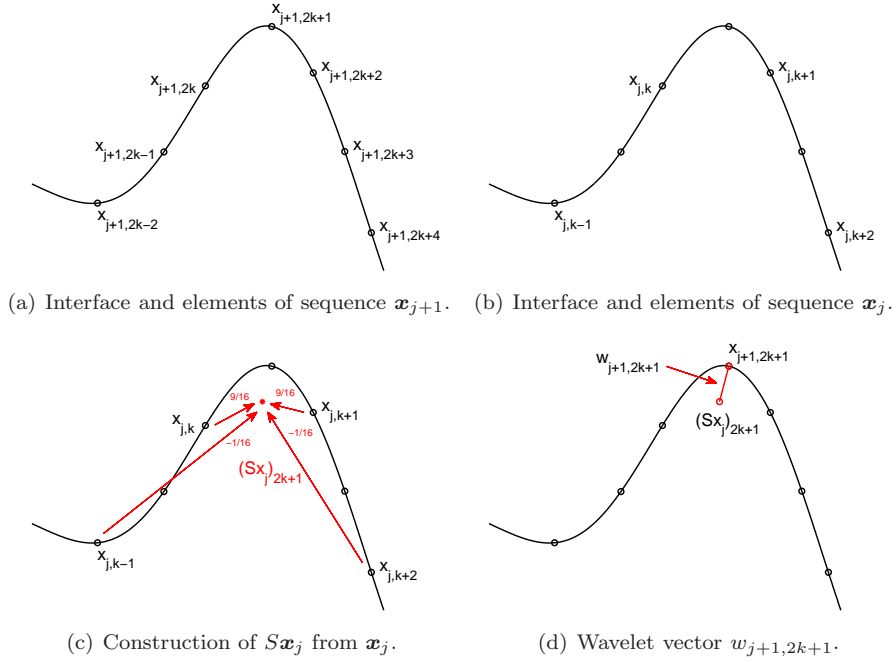 x_{j+1,2k+1}
x_{j+1,2k+2}
x_{j+1,2k}
x_{j+1,2k−1}
x_{j+1,2k+3}
x_{j+1,2k−2}
x_{j+1,2k+4}
(a) Interface and elements of sequence x_{j+1}.
x_{j,k}
x_{j,k+1}
x_{j,k−1}
x_{j,k+2}
(b) Interface and elements of sequence x_j.
9/16
9/16
x_{j,k}
x_{j,k+1}
−1/16
−1/16
(Sx_j)_{2k+1}
x_{j,k−1}
x_{j,k+2}
(c) Construction of Sx_j from x_j.
w_{j+1,2k+1}
x_{j+1,2k+1}
(Sx_j)_{2k+1}
(d) Wavelet vector w_{j+1,2k+1}.